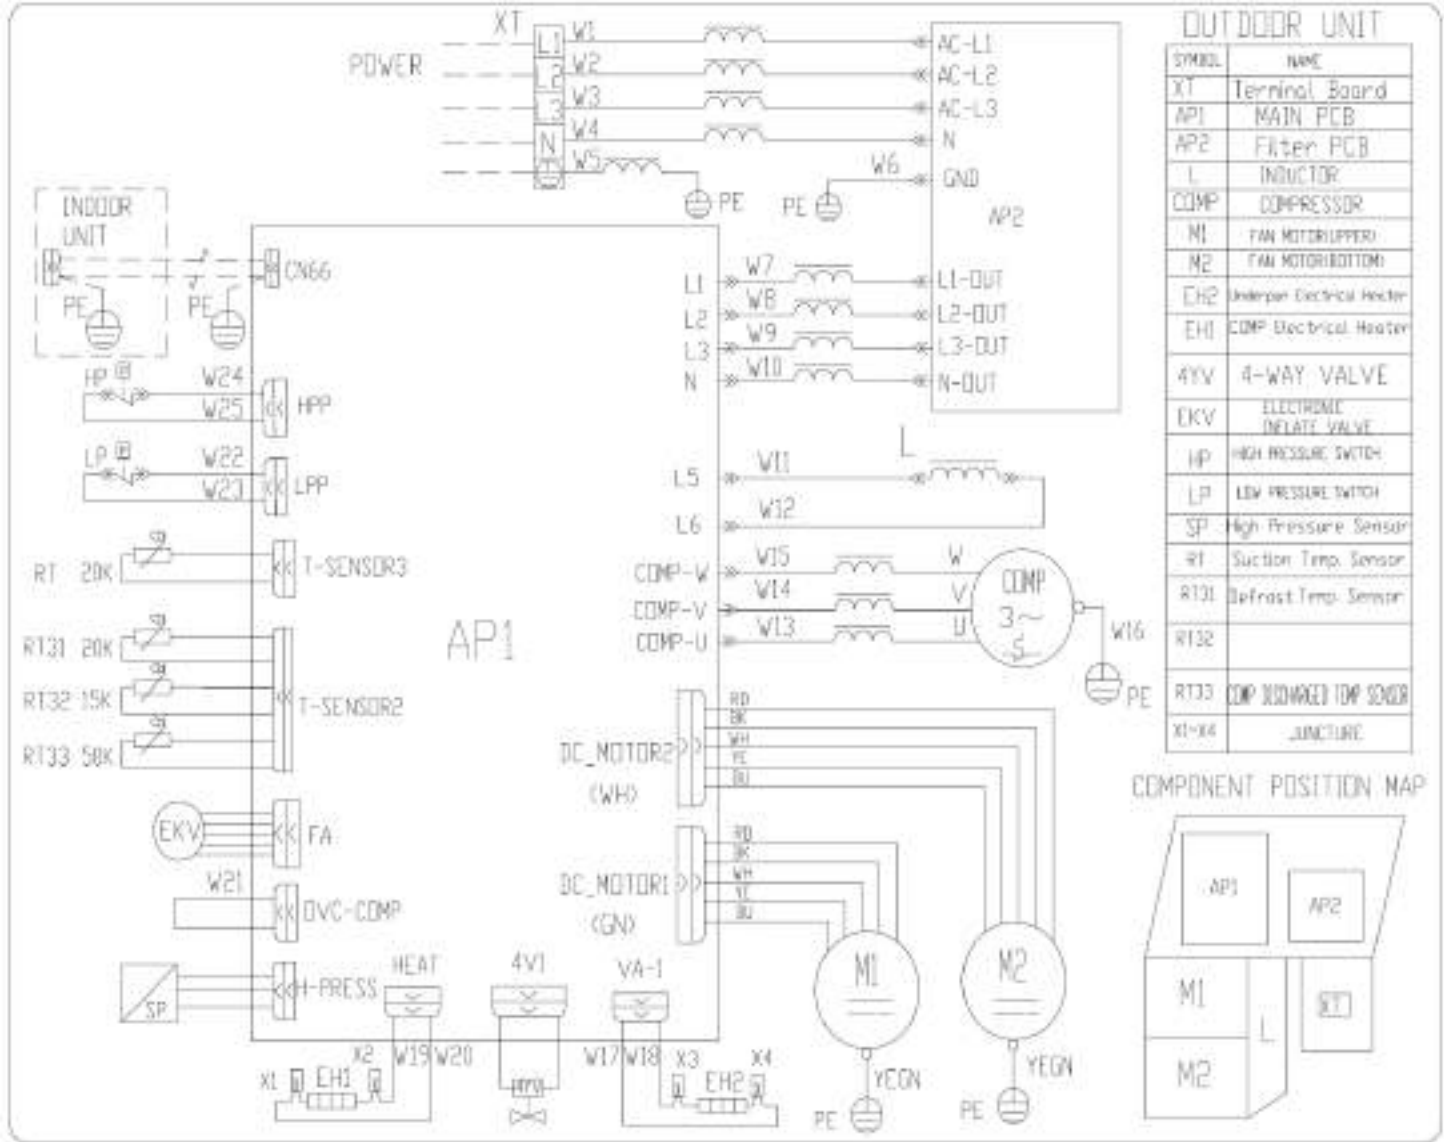 POWER
XT
L1 W1 AC-L1
L2 W2 AC-L2
L3 W3 AC-L3
N W4 N
W5 PE
PE W6 GND
AP2
INDOOR
UNIT
PE PE
CN66
L1 W7 L1-OUT
L2 W8 L2-OUT
L3 W9 L3-OUT
N W10 N-OUT
HP P W24
W25 HPP
LP P W22
W23 LPP
L5 W11 L
L6 W12
RT 20K T-SENSOR3
COMP-W W15 W
COMP-V W14 V
COMP-U W13 U
COMP
3~
S
W16
PE
AP1
RT31 20K
RT32 15K T-SENSOR2
RT33 50K
DC_MOTOR2
(WH)
RD
BK
WH
YE
BU
EKV FA
DC_MOTOR1
(GN)
RD
BK
WH
YE
BU
W21
OVC-COMP
SP H-PRESS
HEAT 4V1 VA-1
X2 W19 W20
X1 EH1
W17 W18 X3 X4
EH2
M1 M2
YEGN YEGN
PE PE
OUTDOOR UNIT
SYMBOL NAME
XT Terminal Board
AP1 MAIN PCB
AP2 Filter PCB
L INDUCTOR
COMP COMPRESSOR
M1 FAN MOTOR(UPPER)
M2 FAN MOTOR(BOTTOM)
EH2 Underpan Electrical Heater
EH1 COMP Electrical Heater
4YV 4-WAY VALVE
EKV ELECTRONIC
INFLATE VALVE
HP HIGH PRESSURE SWITCH
LP LOW PRESSURE SWITCH
SP High Pressure Sensor
RT Suction Temp. Sensor
RT31 Defrost Temp. Sensor
RT32
RT33 COMP DISCHARGED TEMP SENSOR
X1-X4 JUNCTURE
COMPONENT POSITION MAP
AP1
AP2
M1
L
XT
M2